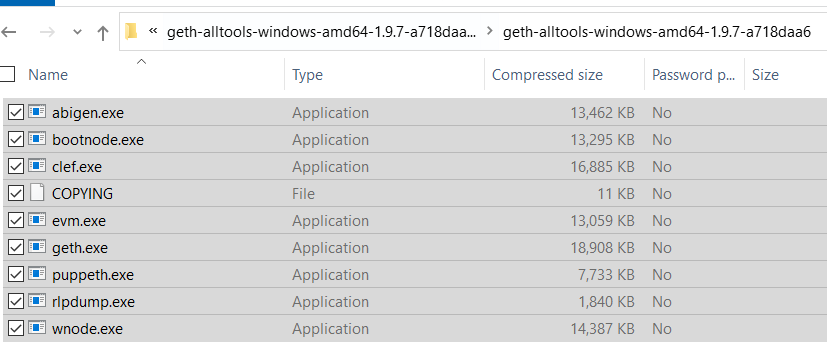 « geth-alltools-windows-amd64-1.9.7-a718daa... > geth-alltools-windows-amd64-1.9.7-a718daa6
Name Type Compressed size Password p... Size
abigen.exe Application 13,462 KB No
bootnode.exe Application 13,295 KB No
clef.exe Application 16,885 KB No
COPYING File 11 KB No
evm.exe Application 13,059 KB No
geth.exe Application 18,908 KB No
puppeth.exe Application 7,733 KB No
rlpdump.exe Application 1,840 KB No
wnode.exe Application 14,387 KB No